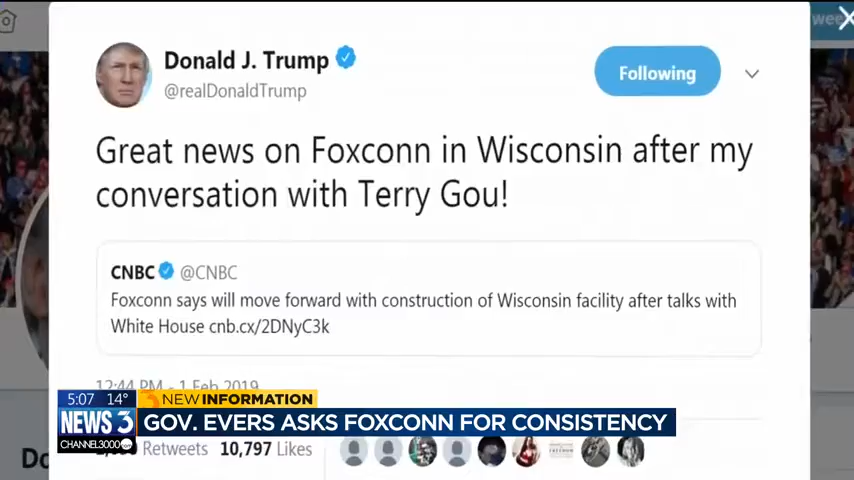 Donald J. Trump
@realDonaldTrump
Following
Great news on Foxconn in Wisconsin after my
conversation with Terry Gou!
CNBC @CNBC
Foxconn says will move forward with construction of Wisconsin facility after talks with
White House cnb.cx/2DNyC3k
12:44 PM - 1 Feb 2019
5:07 14° 3 NEW INFORMATION
NEWS 3 GOV. EVERS ASKS FOXCONN FOR CONSISTENCY
CHANNEL3000.com
Retweets 10,797 Likes